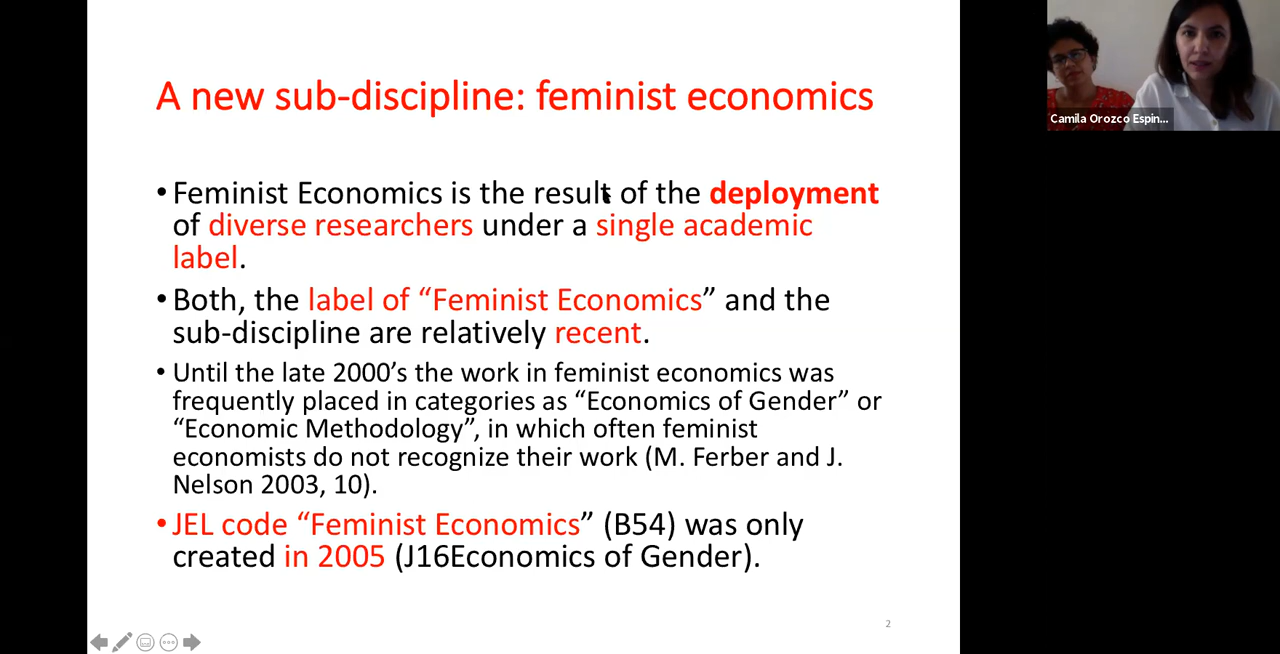 A new sub-discipline: feminist economics
• Feminist Economics is the result of the deployment
of diverse researchers under a single academic
label.
• Both, the label of “Feminist Economics” and the
sub-discipline are relatively recent.
• Until the late 2000’s the work in feminist economics was
frequently placed in categories as “Economics of Gender” or
“Economic Methodology”, in which often feminist
economists do not recognize their work (M. Ferber and J.
Nelson 2003, 10).
• JEL code “Feminist Economics” (B54) was only
created in 2005 (J16Economics of Gender).
2
Camila Orozco Espin...